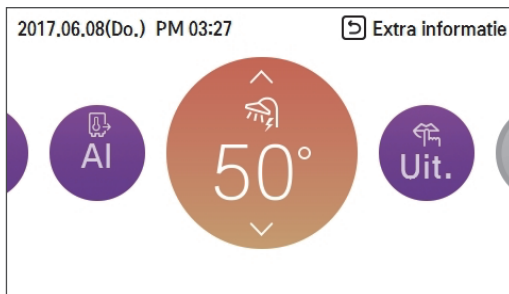 2017.06.08(Do.) PM 03:27
Extra informatie
AI
50°
Uit.